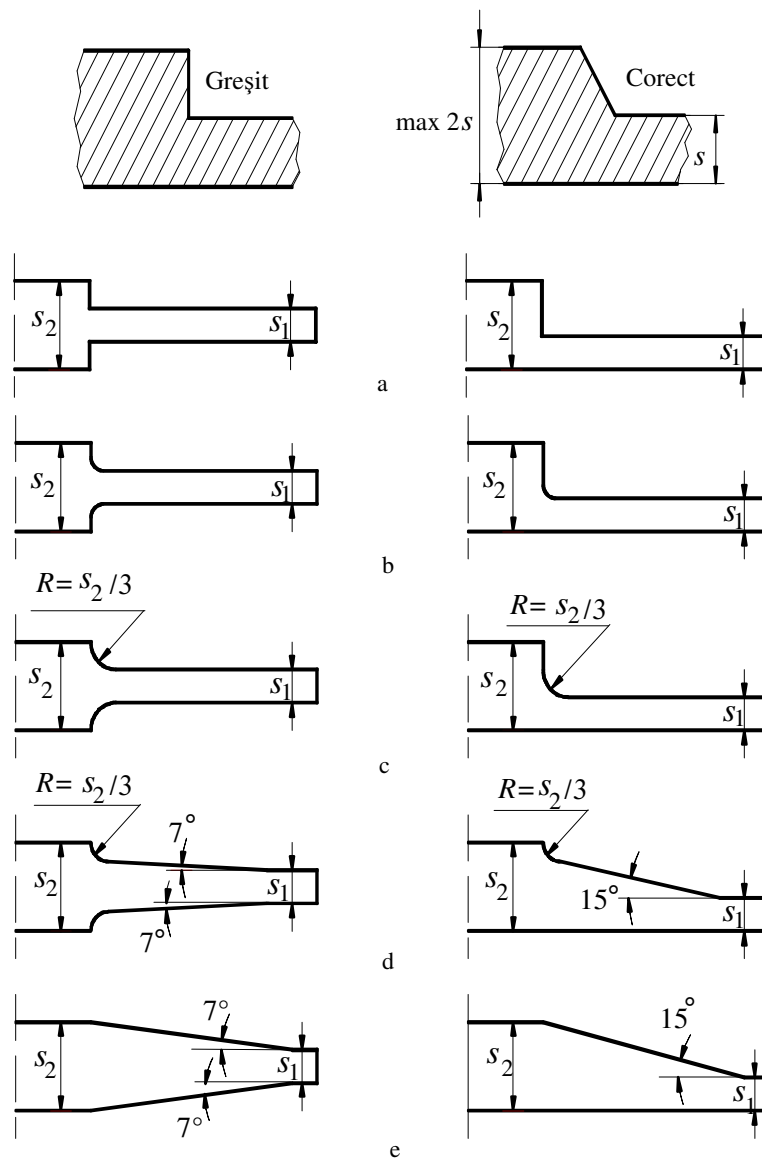 Greşit
Corect
max 2s
s
s2
s1
s2
s1
a
s2
s1
s2
s1
b
R= s2/3
R= s2/3
s2
s1
s2
s1
c
R= s2/3
R= s2/3
7°
s2
s1
7°
15°
s2
s1
d
7°
s2
s1
7°
15°
s2
s1
e